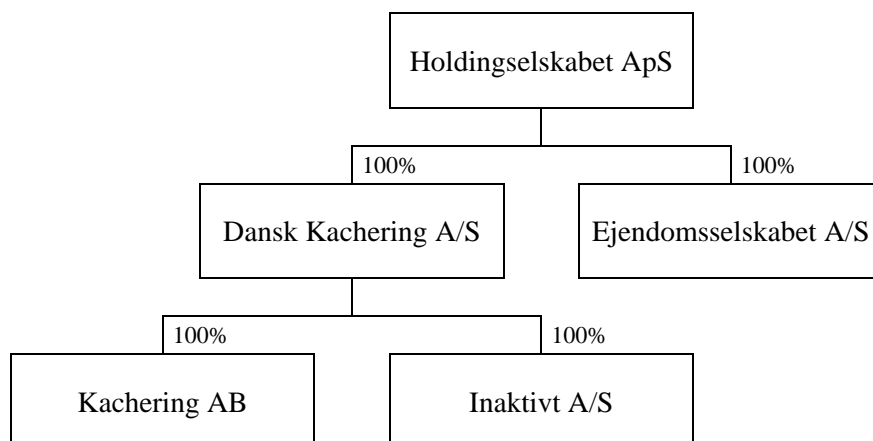 Holdingselskabet ApS
100%
100%
Dansk Kachering A/S
Ejendomsselskabet A/S
100%
100%
Kachering AB
Inaktivt A/S